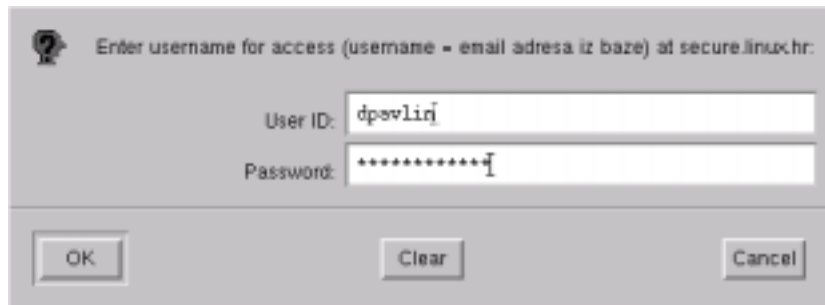 Enter username for access (username = email adresa iz baze) at secure.linux.hr:
User ID: dpavlin
Password: ************
OK Clear Cancel